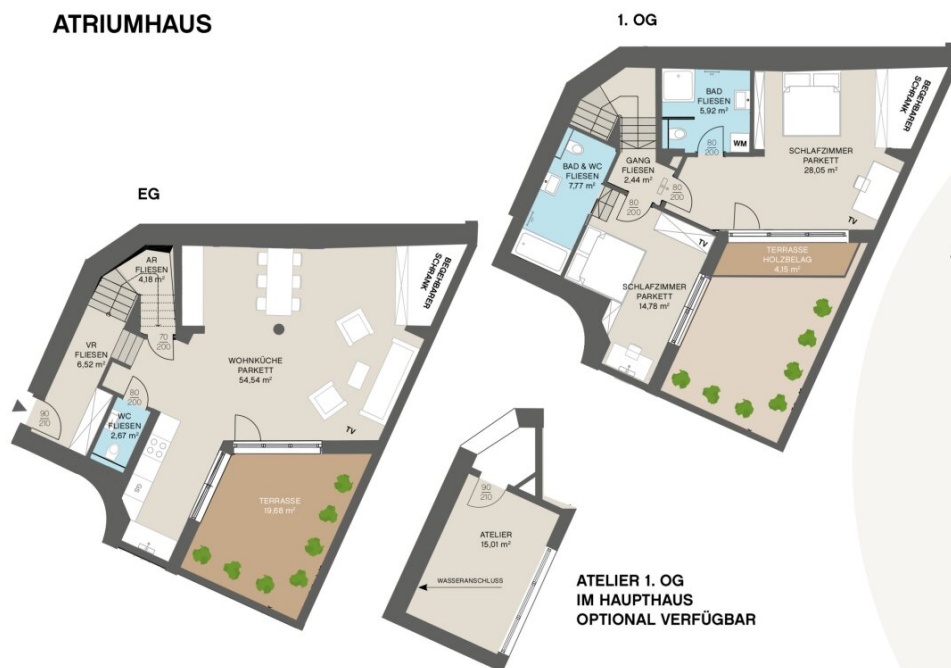 ATRIUMHAUS
1. OG
BAD
FLIESEN
5,92 m²
WM
80
200
BEGEHBARER
SCHRANK
SCHLAFZIMMER
PARKETT
28,05 m²
TV
BAD & WC
FLIESEN
7,77 m²
GANG
FLIESEN
2,44 m²
80
200
80
200
TV
SCHLAFZIMMER
PARKETT
14,78 m²
TERRASSE
HOLZBELAG
4,15 m²
EG
AR
FLIESEN
4,18 m²
BEGEHBARER
SCHRANK
70
200
VR
FLIESEN
6,52 m²
WOHNKÜCHE
PARKETT
54,54 m²
80
200
90
210
WC
FLIESEN
2,67 m²
TV
GS
TERRASSE
19,68 m²
90
210
ATELIER
15,01 m²
WASSERANSCHLUSS
ATELIER 1. OG
IM HAUPTHAUS
OPTIONAL VERFÜGBAR